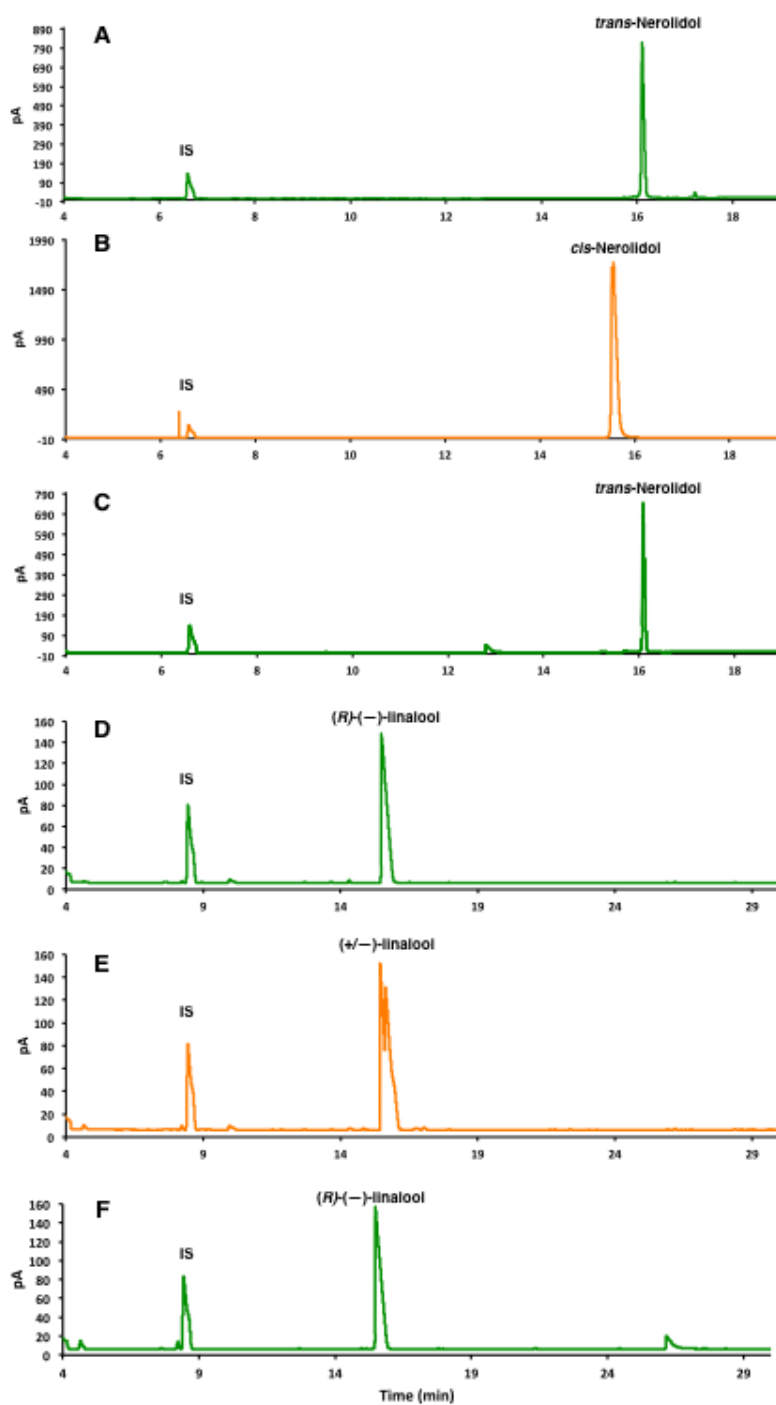 A
trans-Nerolidol
890
790
690
590
490
390
290
190
90
-10
pA
IS
4 6 8 10 12 14 16 18
B
cis-Nerolidol
1990
1490
990
490
-10
pA
IS
4 6 8 10 12 14 16 18
C
trans-Nerolidol
790
690
590
490
390
290
190
90
-10
pA
IS
4 6 8 10 12 14 16 18
D
(R)-(—)-linalool
160
140
120
100
80
60
40
20
0
pA
IS
4 9 14 19 24 29
E
(+/—)-linalool
160
140
120
100
80
60
40
20
0
pA
IS
4 9 14 19 24 29
F
(R)-(—)-linalool
160
140
120
100
80
60
40
20
0
pA
IS
4 9 14 19 24 29
Time (min)